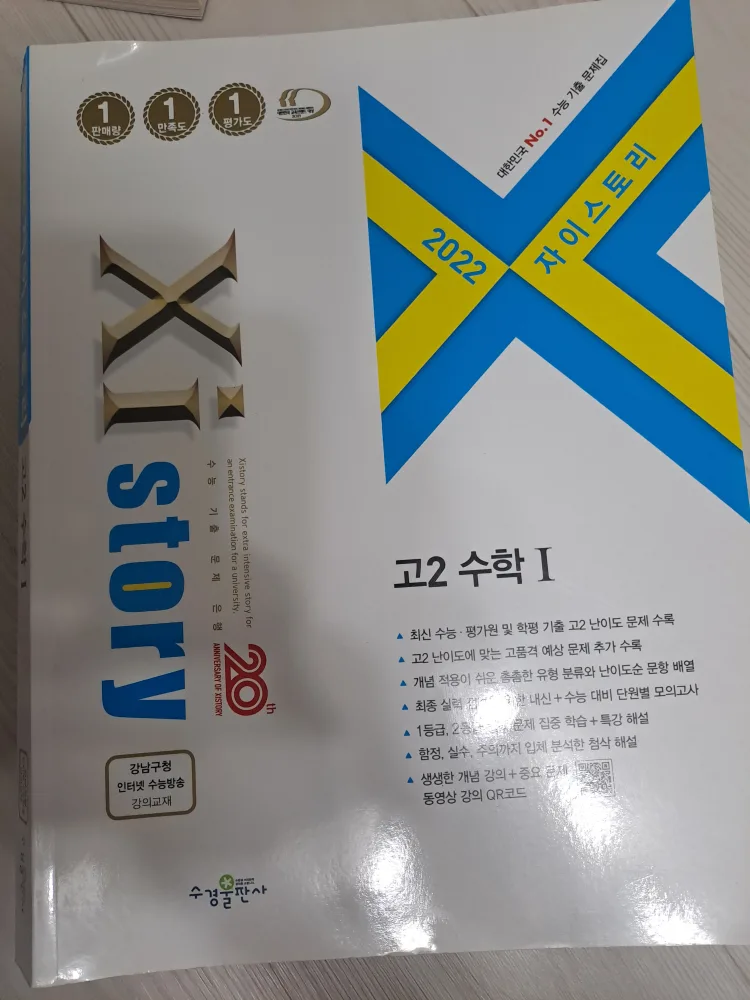 1
판매량
1
만족도
1
평가도
대한민국 No.1 수능 기출 문제집
2022
자이스토리
Xi
story
Xistory stands for extra intensive story for
an entrance examination for a university.
수능 기출 문제 은행
20th
ANNIVERSARY OF XISTORY
고2 수학 I
최신 수능·평가원 및 학평 기출 고2 난이도 문제 수록
고2 난이도에 맞는 고품격 예상 문제 추가 수록
개념 적용이 쉬운 촘촘한 유형 분류와 난이도순 문항 배열
최종 실력 내신+수능 대비 단원별 모의고사
1등급, 문제 집중 학습+특강 해설
함정, 실수, 주의까지 입체 분석한 첨삭 해설
생생한 개념 강의+중요 문제
동영상 강의 QR코드
강남구청
인터넷 수능방송
강의교재
수경출판사
고2 수학 I